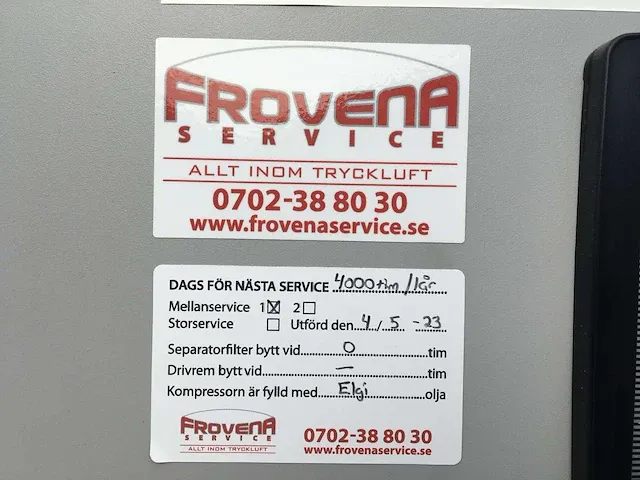 FROVENA
SERVICE
ALLT INOM TRYCKLUFT
0702-38 80 30
www.frovenaservice.se
DAGS FÖR NÄSTA SERVICE 4000 tim/1år
Mellanservice 1☒ 2☐
Storservice ☐ Utförd den 4/5 -23
Separatorfilter bytt vid 0 tim
Drivrem bytt vid — tim
Kompressorn är fylld med Elgi olja
FROVENA
SERVICE
ALLT INOM TRYCKLUFT
0702-38 80 30
www.frovenaservice.se